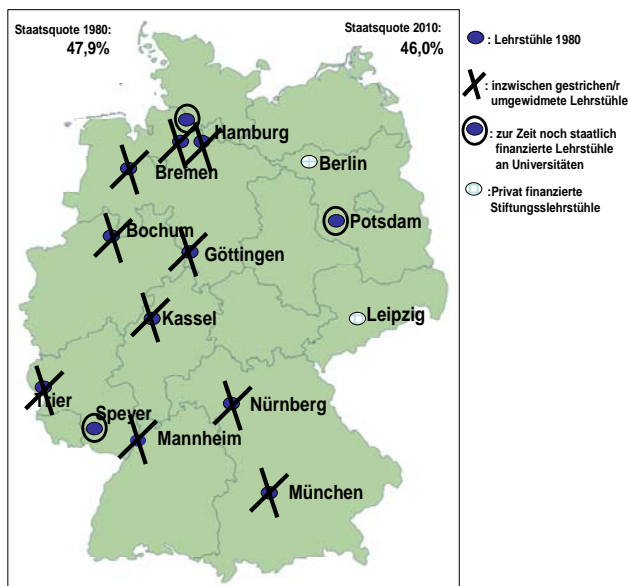 Staatsquote 1980:
47,9%
Staatsquote 2010:
46,0%
Hamburg
Bremen
Berlin
Potsdam
Bochum
Göttingen
Kassel
Leipzig
Trier
Speyer
Nürnberg
Mannheim
München
: Lehrstühle 1980
: inzwischen gestrichen/r
umgewidmete Lehrstühle
: zur Zeit noch staatlich
finanzierte Lehrstühle
an Universitäten
:Privat finanzierte
Stiftungslehrstühle